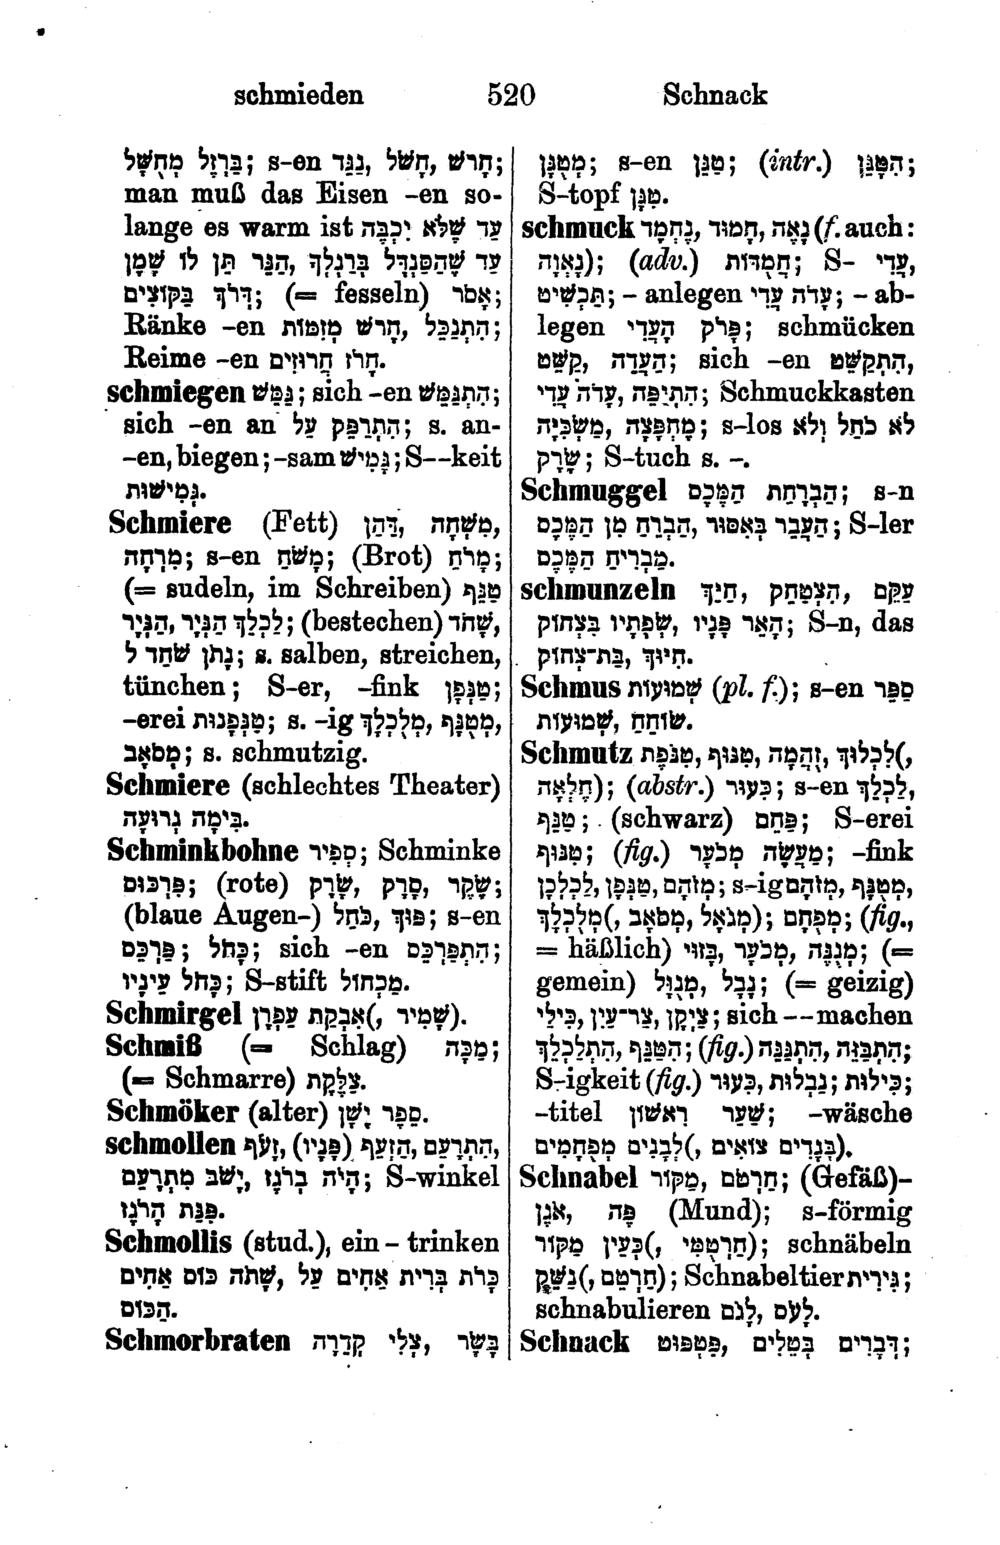 schmieden 520 Schnack
בַּרְזֶל מְחֻשָּׁל; s-en חָרשׁ, חָשֹׁל, נַגֵּד;
man muß das Eisen -en so-
lange es warm ist עַד שֶׁלֹּא יִכְבֶּה
עַד שֶׁהַסַּנְדָּל בְּרַגְלְךָ, הַנֵּר תֵּן לוֹ שֶׁמֶן
דְּרֹךְ בַּקּוֹצִים; (= fesseln) אָסֹר;
Ränke -en הִתְנַכֵּל, חָרשׁ מְזִמּוֹת;
Reime -en חָרֹז חֲרוּזִים.
schmiegen גַּמֵּשׁ; sich -en הִתְגַּמֵּשׁ;
sich -en an הִתְרַפֵּק עַל; s. an-
-en, biegen; -sam גָּמִישׁ; S--keit
גְּמִישׁוּת.
Schmiere (Fett) מִשְׁחָה, דֹּהַן,
מְרָחָה; s-en מָשֹׁחַ; (Brot) מָרֹחַ;
(= sudeln, im Schreiben) טַנֵּף
לַכְלֵךְ הַנְּיָר, הַנְּיָר; (bestechen) שָׁחֹד,
נָתֹן שֹׁחַד לְ; s. salben, streichen,
tünchen; S-er, -fink טַנְּפָן;
-erei טַנְּפָנוּת; s. -ig מְטֻנָּף, מְלֻכְלָךְ,
מְסֹאָב; s. schmutzig.
Schmiere (schlechtes Theater)
בִּימָה גְרוּעָה.
Schminkbohne סְפִיר; Schminke
פִּרְכּוּס; (rote) שֶׂקֶר, סָרָק, שָׂרָק;
(blaue Augen-) פּוּךְ, כֹּחַל; s-en
כָּחֹל; פַּרְכֵּס; sich -en הִתְפַּרְכֵּס;
כָּחֹל עֵינָיו; S-stift מַכְחוֹל.
Schmirgel אַבְקַת עַפְרָן (, שָׁמִיר).
Schmiß (= Schlag) מַכָּה;
(= Schmarre) צַלֶּקֶת.
Schmöker (alter) סֵפֶר יָשָׁן.
schmollen זָעֹף, (פָּנָיו) הִתְרַעֵם, הַזְעֵף,
הָיֹה בְרֹגֶז, יָשֹׁב מִתְרָעֵם; S-winkel
פִּנַּת הָרֹגֶז.
Schmollis (stud.), ein – trinken
כָּרֹת בְּרִית אַחִים עַל, שָׁתֹה כּוֹס אַחִים
הַכּוֹס.
Schmorbraten בָּשָׂר, צְלִי קְדֵרָה
מְטֻגָּן; s-en טַגֵּן; (intr.) הִטַּגֵּן;
S-topf טִגָּן.
schmuck נָאֶה, חָמוּד, נֶחְמָד (f. auch:
נָאוָה); (adv.) חֲמֻדוֹת; S- עֲדִי,
תַּכְשִׁיט; – anlegen עָדֹה עֲדִי; – ab-
legen פָּרֹק הָעֲדִי; schmücken
הַעֲדֵה, קַשֵּׁט; sich -en הִתְקַשֵּׁט,
הִתְיַפֵּה, עָדֹה עֲדִי; Schmuckkasten
מַחְפָּצָה, מַשְׂכִּיָּה; s-los לֹא כֹחַל וְלֹא
שָׂרָק; S-tuch s. –.
Schmuggel הַבְרָחַת הַמֶּכֶס; s-n
הַעֲבֵר בְּאִסּוּר, הַבְרֵחַ מִן הַמֶּכֶס; S-ler
מַבְרִיחַ הַמֶּכֶס.
schmunzeln עַקֵּם, הִצְטַחֵק, חַיֵּךְ
הָאֵר פָּנָיו, שְׂפָתָיו בִּצְחוֹק; S-n, das
חִיּוּךְ, בַּת־צְחוֹק.
Schmus שְׁמוּעוֹת (pl. f.); s-en סַפֵּר
שְׁמוּעוֹת, שׂוֹחֵחַ.
Schmutz לִכְלוּךְ(, זֻהֲמָה, טִנּוּף, טִנֹּפֶת,
חֶלְאָה); (abstr.) כִּעוּר; s-en לַכְלֵךְ,
טַנֵּף; (schwarz) פַּחֵם; S-erei
טִנּוּף; (fig.) מַעֲשֶׂה מְכֹעָר; -fink
לִכְלְכָן, טַנְּפָן, מְזֹהָם; s-ig מְטֻנָּף, מְזֹהָם,
מְלֻכְלָךְ(, מְסֹאָב, מְגֹאָל); מְפֻחָם; (fig.,
= häßlich) מְגֻנֶּה, מְכֹעָר, בָּזוּי; (=
gemein) נָבָל, מְנֻוָּל; (= geizig)
צַיְקָן, צַר־עַיִן, כִּילַי; sich –– machen
הִטַּנֵּף, הִתְלַכְלֵךְ; (fig.) הִתְבַּזֵּה, הִתְגַּנֵּה;
S-igkeit (fig.) כִּילוּת; נַבְלוּת, כִּעוּר;
-titel שַׁעַר רִאשׁוֹן; -wäsche
בְּגָדִים צוֹאִים(, לְבָנִים מְפֻחָמִים).
Schnabel חַרְטֹם, מַקּוֹר; (Gefäß)-
אֹגֶן, פֶּה (Mund); s-förmig
כְּעֵין מַקּוֹר(, חַרְטֻמִּי); schnäbeln
נַשֵּׁק(, חַרְטֵם); Schnabeltier גִּירִית;
schnabulieren לָעֹס, לָגֹם.
Schnack דְּבָרִים בְּטֵלִים, פִּטְפּוּט;